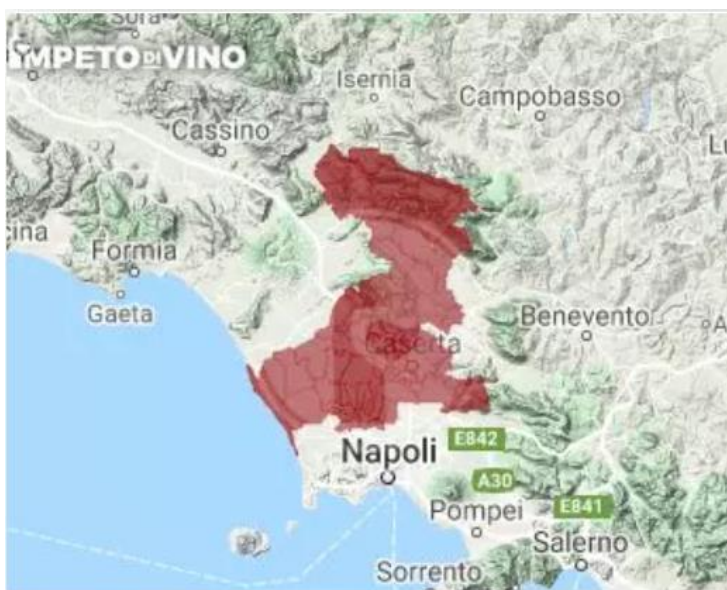 Sora
IMPETO DI VINO
Isernia
Campobasso
Cassino
Lu
cina
Formia
Gaeta
Benevento
A
Caserta
E842
Napoli
A30
E841
Pompei
Salerno
Sorrento